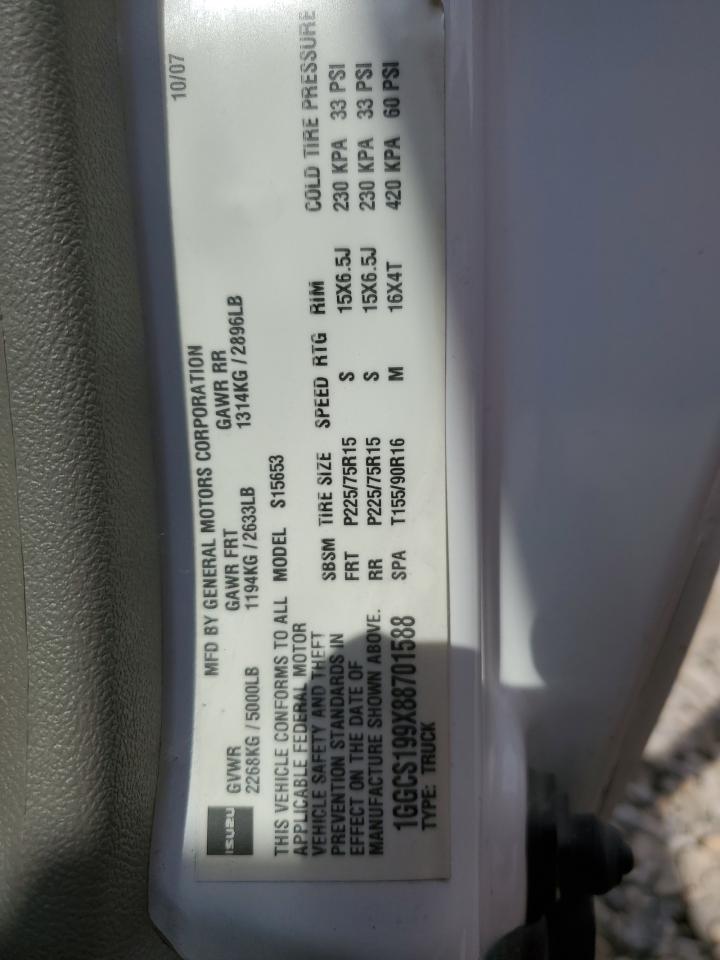 MFD BY GENERAL MOTORS CORPORATION
10/07
ISUZU
GVWR GAWR FRT GAWR RR
2268KG / 5000LB 1194KG / 2633LB 1314KG / 2896LB
THIS VEHICLE CONFORMS TO ALL
APPLICABLE FEDERAL MOTOR
VEHICLE SAFETY AND THEFT
PREVENTION STANDARDS IN
EFFECT ON THE DATE OF
MANUFACTURE SHOWN ABOVE.
1GGCS199X88701588
TYPE: TRUCK
MODEL S15653
SBSM TIRE SIZE SPEED RTG RIM COLD TIRE PRESSURE
FRT P225/75R15 S 15X6.5J 230 KPA 33 PSI
RR P225/75R15 S 15X6.5J 230 KPA 33 PSI
SPA T155/90R16 M 16X4T 420 KPA 60 PSI